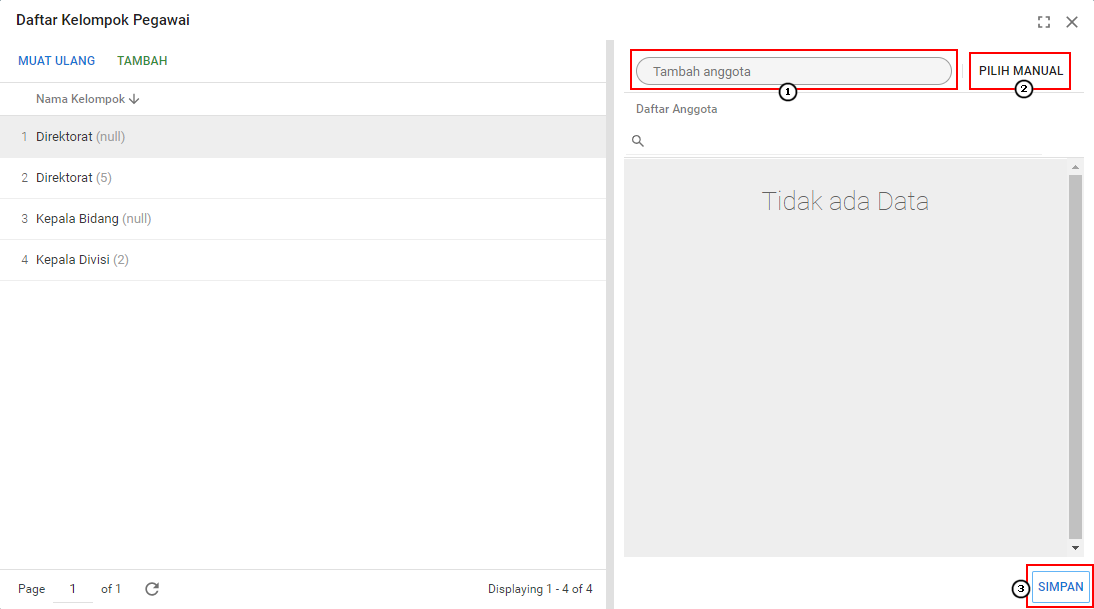 Daftar Kelompok Pegawai
MUAT ULANG TAMBAH
Nama Kelompok
1 Direktorat (null)
2 Direktorat (5)
3 Kepala Bidang (null)
4 Kepala Divisi (2)
Page 1 of 1
Displaying 1 - 4 of 4
Tambah anggota
1
PILIH MANUAL
2
Daftar Anggota
Tidak ada Data
3
SIMPAN